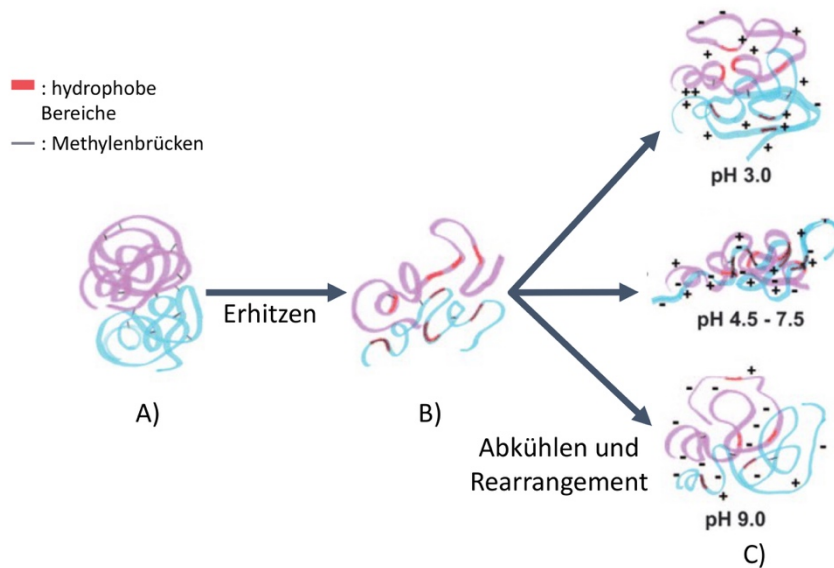 : hydrophobe
Bereiche
: Methylenbrücken
Erhitzen
A)
B)
pH 3.0
pH 4.5 - 7.5
Abkühlen und
Rearrangement
pH 9.0
C)